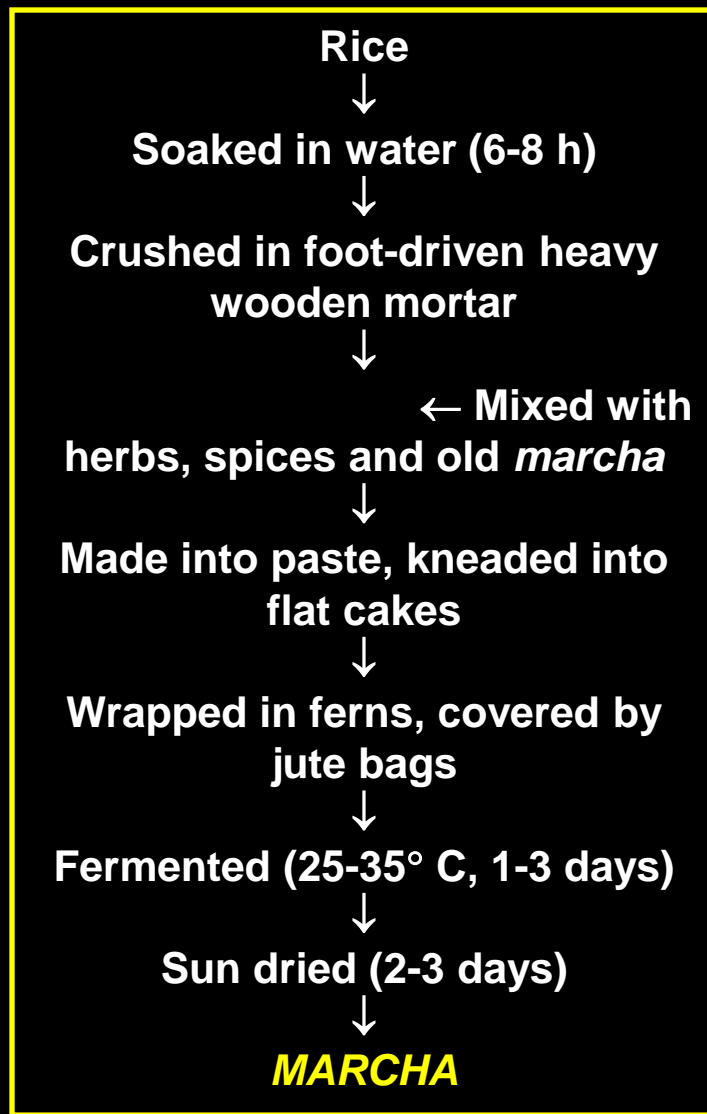 Rice
↓
Soaked in water (6-8 h)
↓
Crushed in foot-driven heavy
wooden mortar
↓
← Mixed with
herbs, spices and old marcha
↓
Made into paste, kneaded into
flat cakes
↓
Wrapped in ferns, covered by
jute bags
↓
Fermented (25-35° C, 1-3 days)
↓
Sun dried (2-3 days)
↓
MARCHA